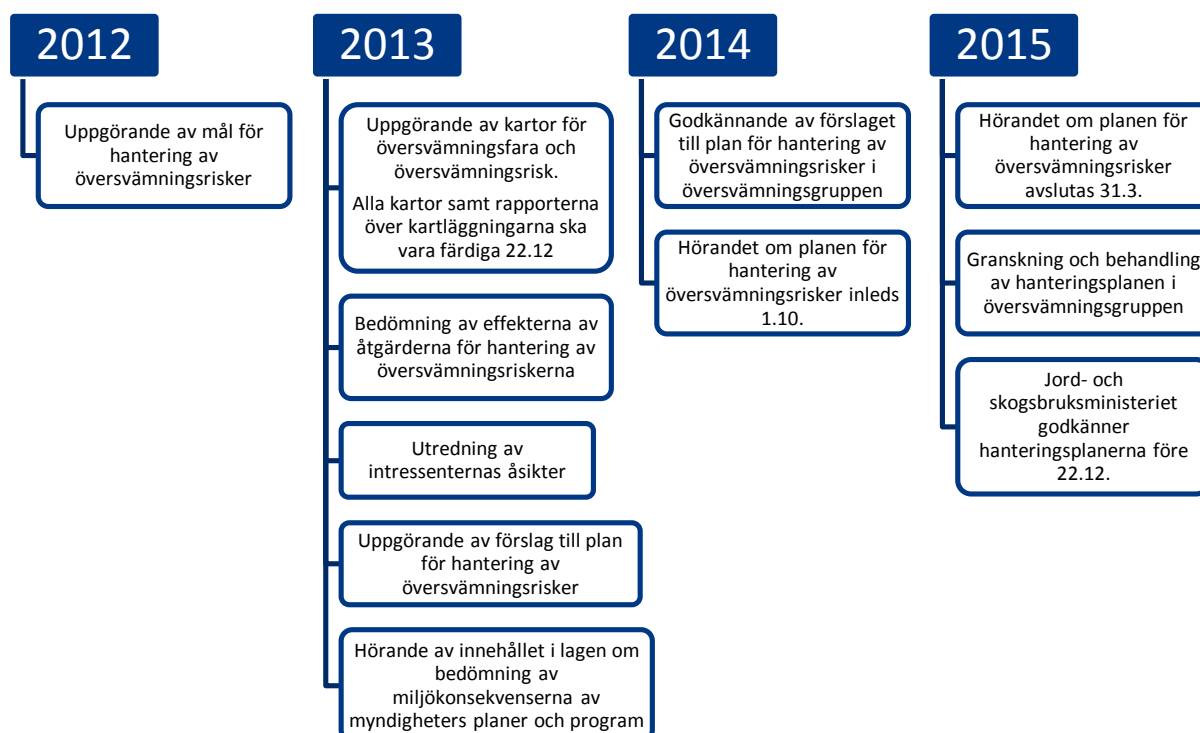 2012
Uppgörande av mål för
hantering av
översvämningsrisker
2013
Uppgörande av kartor för
översvämningsfara och
översvämningsrisk.
Alla kartor samt rapporterna
över kartläggningarna ska
vara färdiga 22.12
Bedömning av effekterna av
åtgärderna för hantering av
översvämningsriskerna
Utredning av
intressenternas åsikter
Uppgörande av förslag till plan
för hantering av
översvämningsrisker
Hörande av innehållet i lagen om
bedömning av
miljökonsekvenserna av
myndigheters planer och program
2014
Godkännande av förslaget
till plan för hantering av
översvämningsrisker i
översvämningsgruppen
Hörandet om planen för
hantering av
översvämningsrisker inleds
1.10.
2015
Hörandet om planen för
hantering av
översvämningsrisker
avslutas 31.3.
Granskning och behandling
av hanteringsplanen i
översvämningsgruppen
Jord- och
skogsbruksministeriet
godkänner
hanteringsplanerna före
22.12.